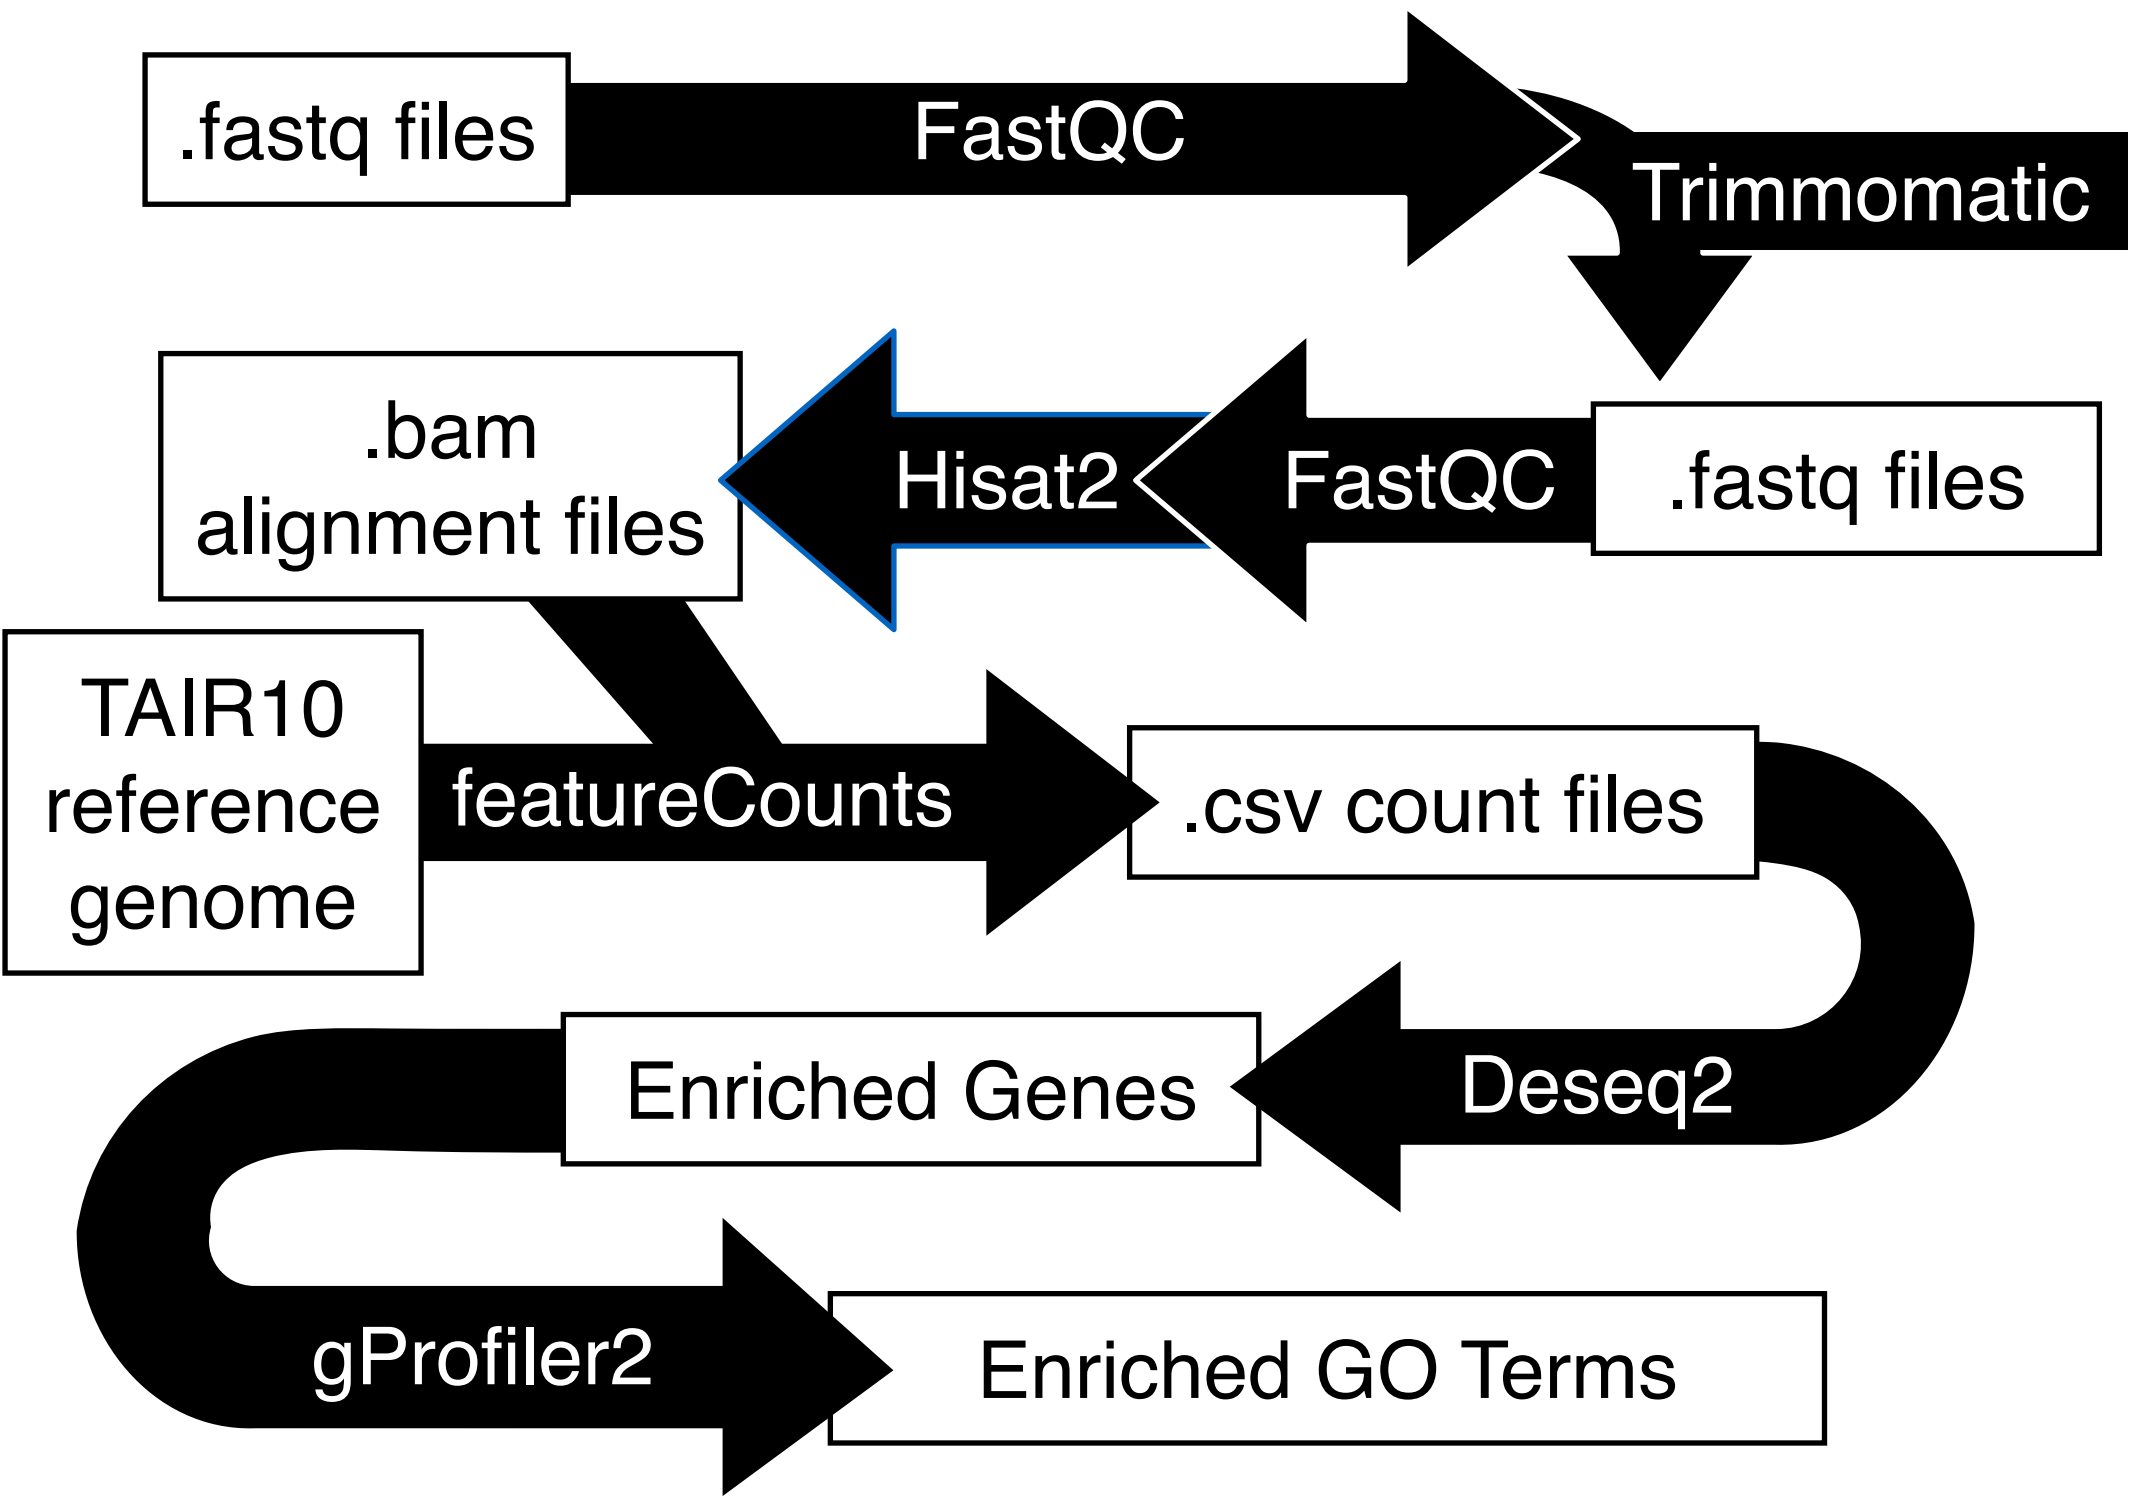 .fastq files
FastQC
Trimmomatic
.bam
alignment files
Hisat2
FastQC
.fastq files
TAIR10
reference
genome
featureCounts
.csv count files
Enriched Genes
Deseq2
gProfiler2
Enriched GO Terms